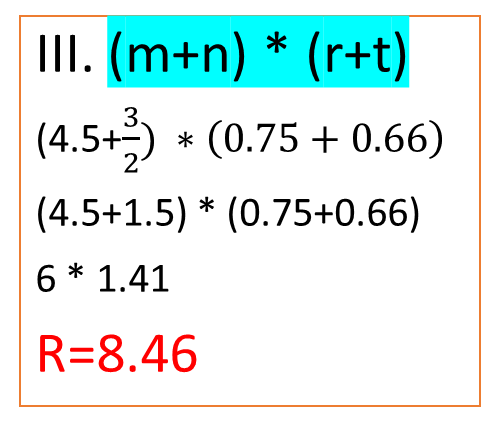 III. (m+n) * (r+t)
(4.5+3/2) * (0.75 + 0.66)
(4.5+1.5) * (0.75+0.66)
6 * 1.41
R=8.46